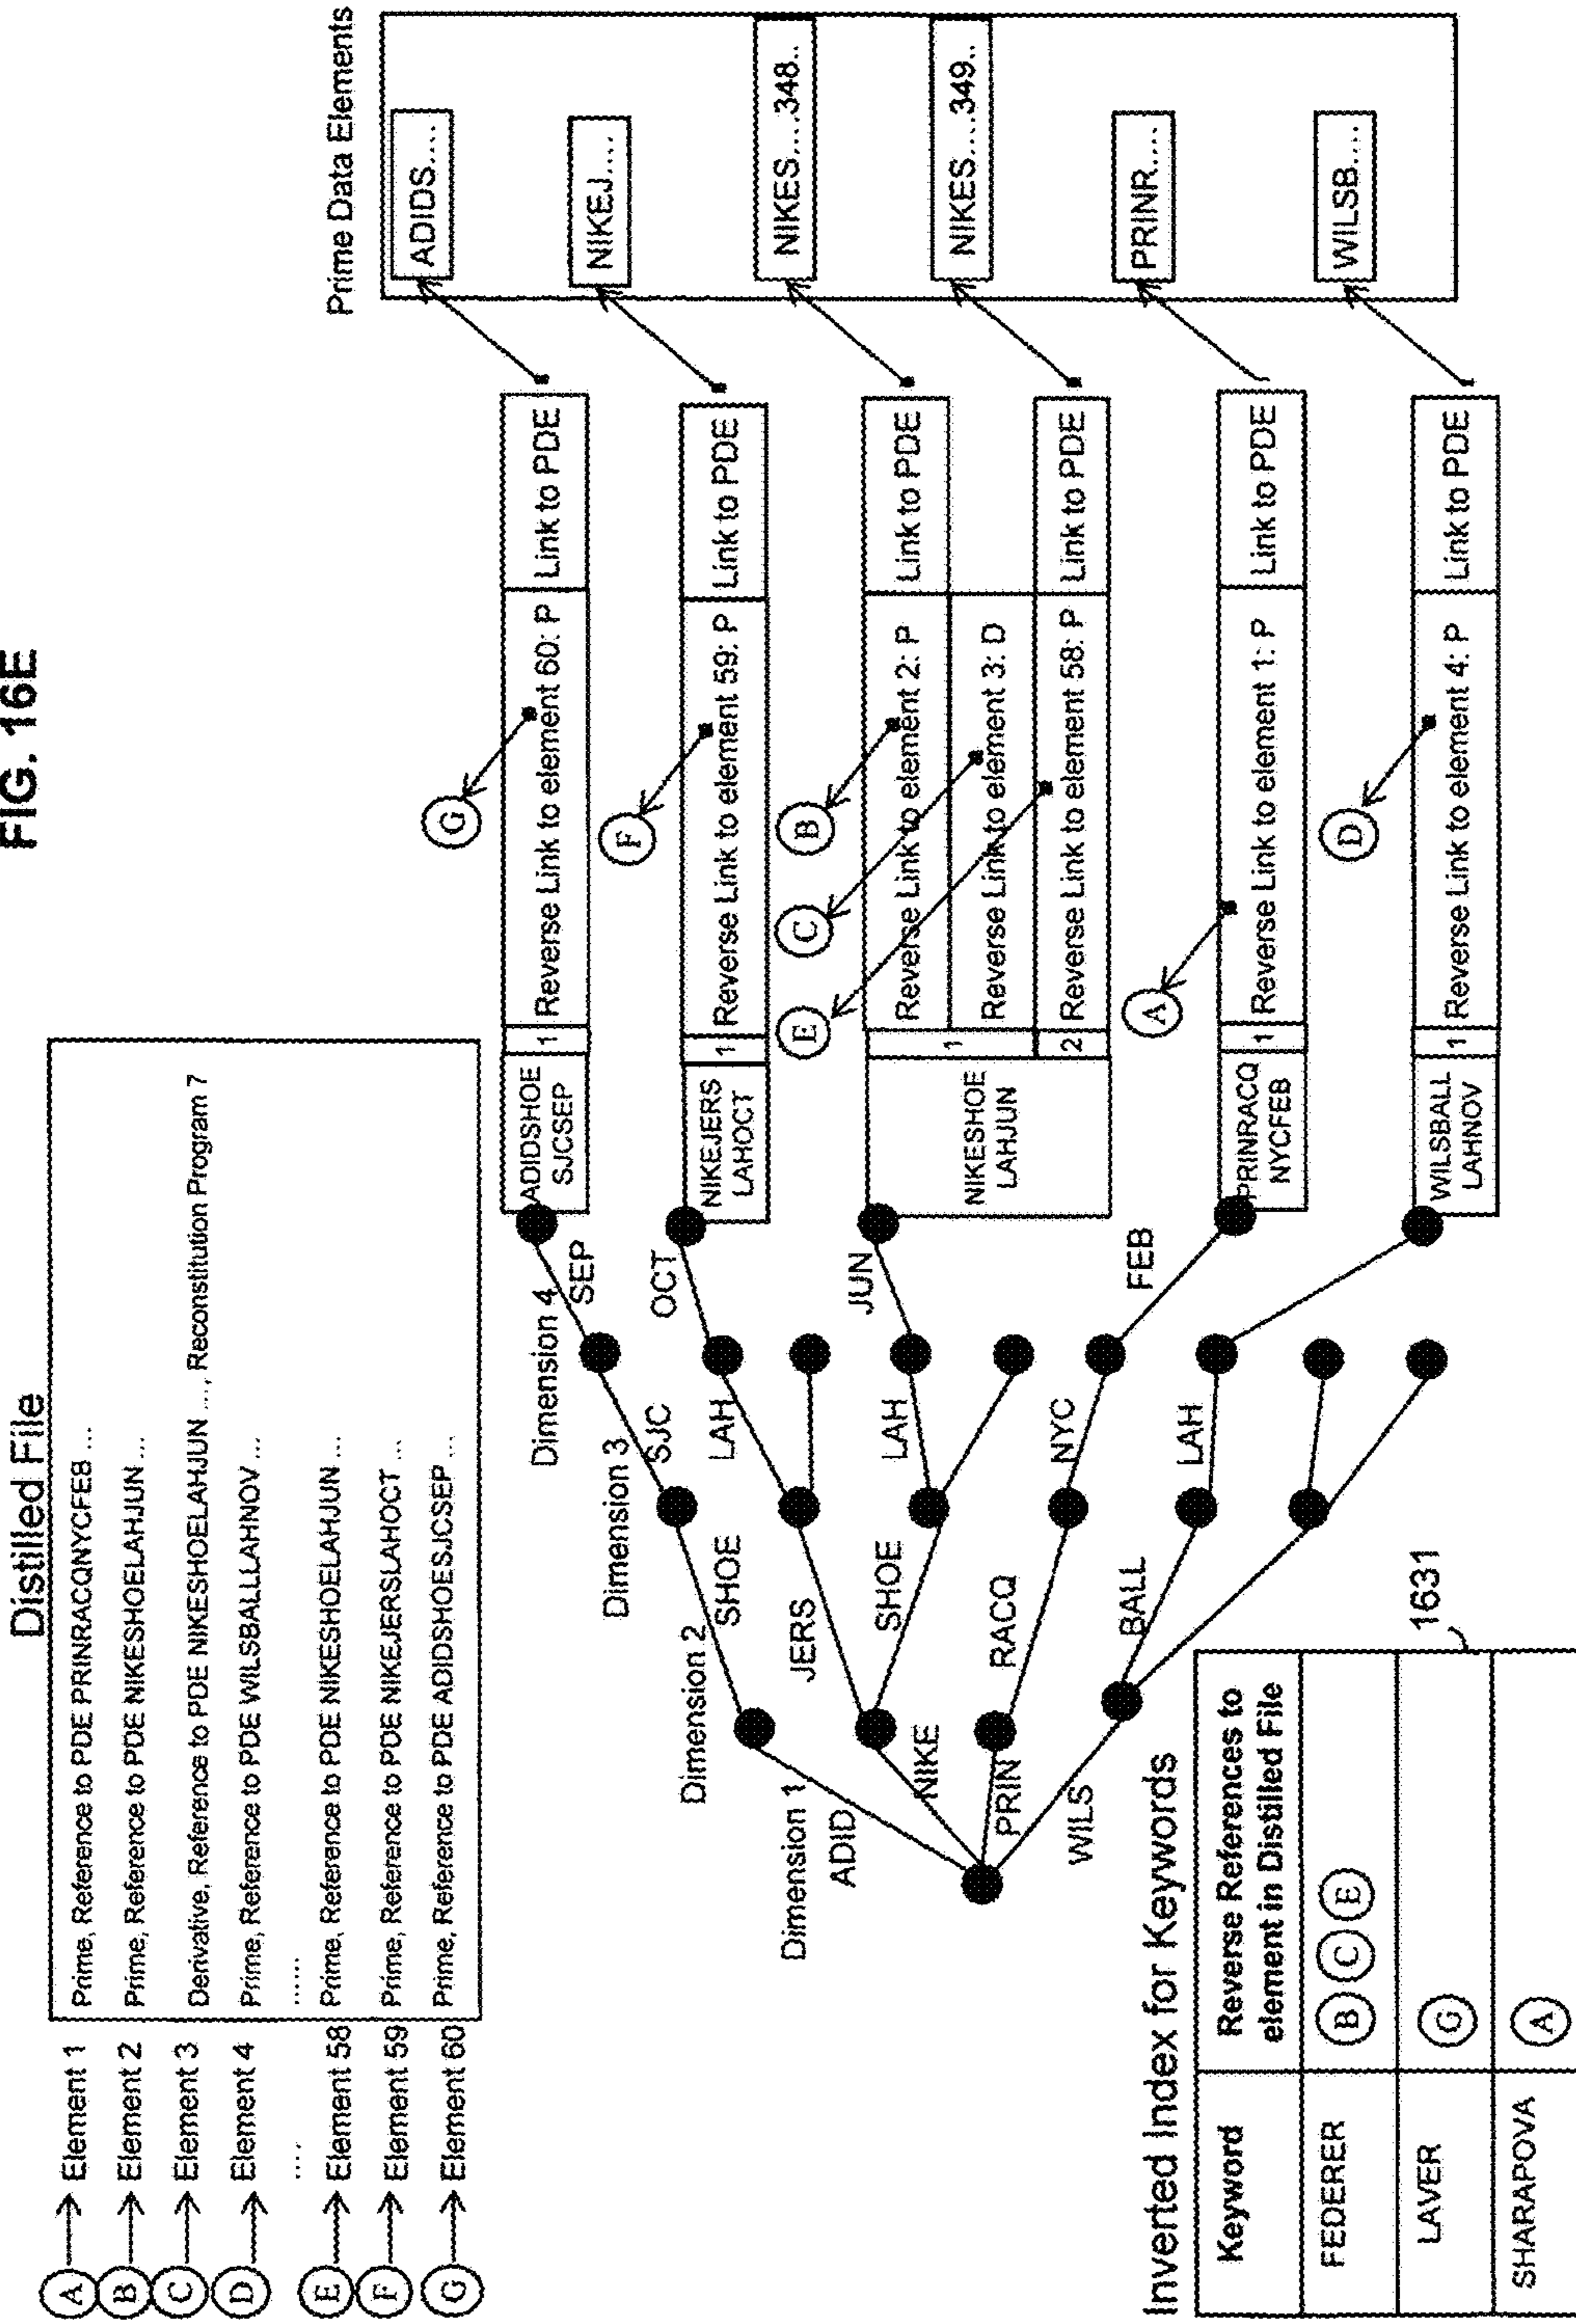 FIG. 16E
Distilled File
A Element 1 Prime, Reference to PDE PRINRACQNYCFEB ...
B Element 2 Prime, Reference to PDE NIKESHOELAHJUN ...
C Element 3 Derivative, Reference to PDE NIKESHOELAHJUN ..., Reconstitution Program 7
D Element 4 Prime, Reference to PDE WILSBALLLAHNOV ...
.... ......
E Element 58 Prime, Reference to PDE NIKESHOELAHJUN ...
F Element 59 Prime, Reference to PDE NIKEJERSLAHOCT ...
G Element 60 Prime, Reference to PDE ADIDSHOESJCSEP ...
Prime Data Elements
Dimension 1
Dimension 2
Dimension 3
Dimension 4
ADID
SHOE
SJC
SEP
ADIDSHOE
SJCSEP
1
Reverse Link to element 60: P
Link to PDE
G
ADIDS....
NIKE
JERS
LAH
OCT
NIKEJERS
LAHOCT
1
Reverse Link to element 59: P
Link to PDE
F
NIKEJ....
SHOE
LAH
JUN
NIKESHOE
LAHJUN
1
Reverse Link to element 2: P
Link to PDE
B
NIKES....348..
Reverse Link to element 3: D
C
2
Reverse Link to element 58: P
Link to PDE
E
NIKES....349..
PRIN
RACQ
NYC
FEB
PRINRACQ
NYCFEB
1
Reverse Link to element 1: P
Link to PDE
A
PRINR....
WILS
BALL
LAH
WILSBALL
LAHNOV
1
Reverse Link to element 4: P
Link to PDE
D
WILSB....
Inverted Index for Keywords
1631
Keyword
Reverse References to
element in Distilled File
FEDERER
B C E
LAVER
G
SHARAPOVA
A